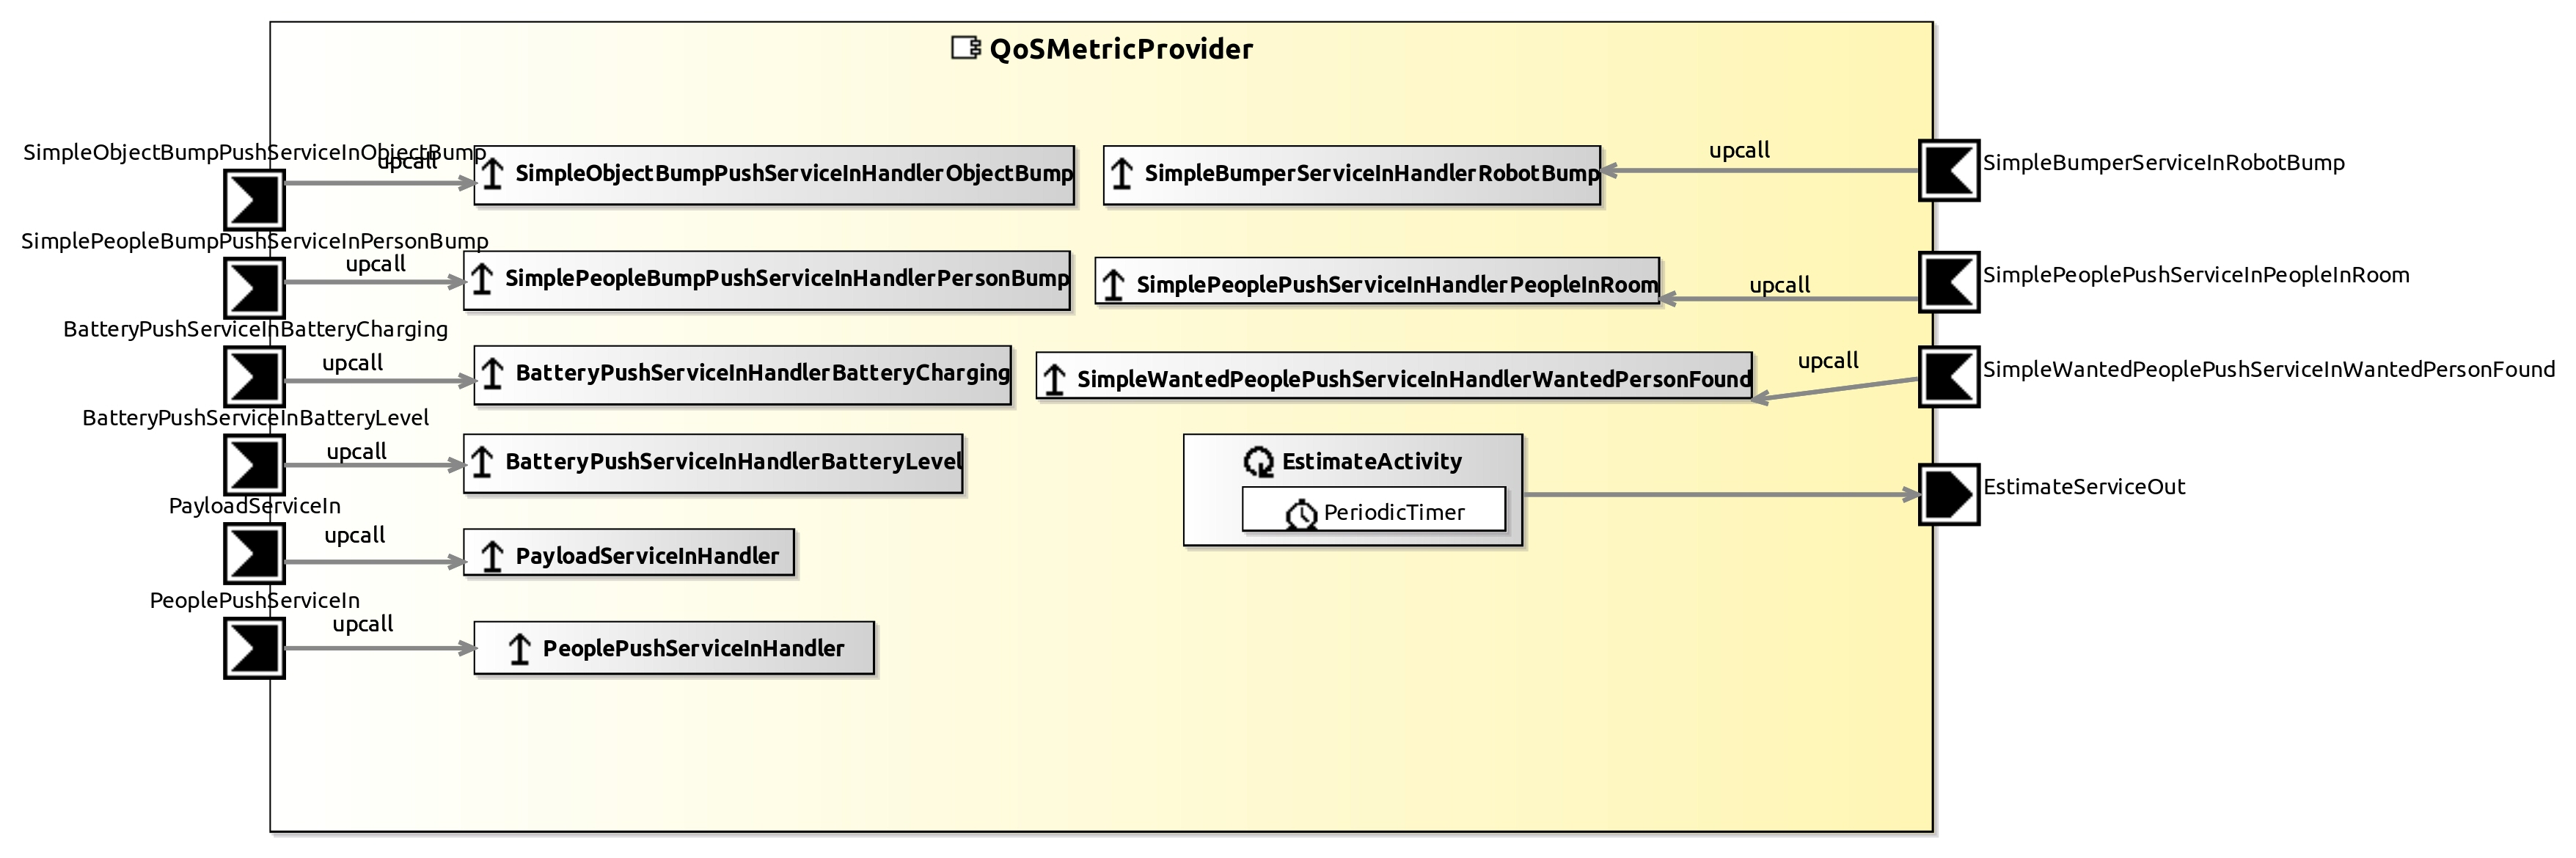 QoSMetricProvider
SimpleObjectBumpPushServiceInObjectBump
upcall
SimpleObjectBumpPushServiceInHandlerObjectBump
SimpleBumperServiceInHandlerRobotBump
upcall
SimpleBumperServiceInRobotBump
SimplePeopleBumpPushServiceInPersonBump
upcall
SimplePeopleBumpPushServiceInHandlerPersonBump
SimplePeoplePushServiceInHandlerPeopleInRoom
upcall
SimplePeoplePushServiceInPeopleInRoom
BatteryPushServiceInBatteryCharging
upcall
BatteryPushServiceInHandlerBatteryCharging
SimpleWantedPeoplePushServiceInHandlerWantedPersonFound
upcall
SimpleWantedPeoplePushServiceInWantedPersonFound
BatteryPushServiceInBatteryLevel
upcall
BatteryPushServiceInHandlerBatteryLevel
EstimateActivity
PeriodicTimer
EstimateServiceOut
PayloadServiceIn
upcall
PayloadServiceInHandler
PeoplePushServiceIn
upcall
PeoplePushServiceInHandler